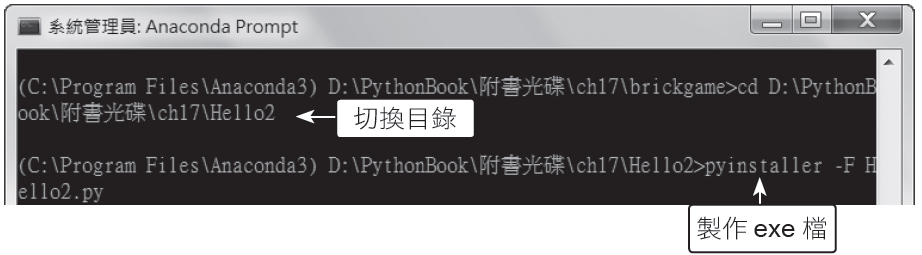 系統管理員: Anaconda Prompt
(C:\Program Files\Anaconda3) D:\PythonBook\附書光碟\ch17\brickgame>cd D:\PythonB
ook\附書光碟\ch17\Hello2
切換目錄
(C:\Program Files\Anaconda3) D:\PythonBook\附書光碟\ch17\Hello2>pyinstaller -F H
ello2.py
製作 exe 檔